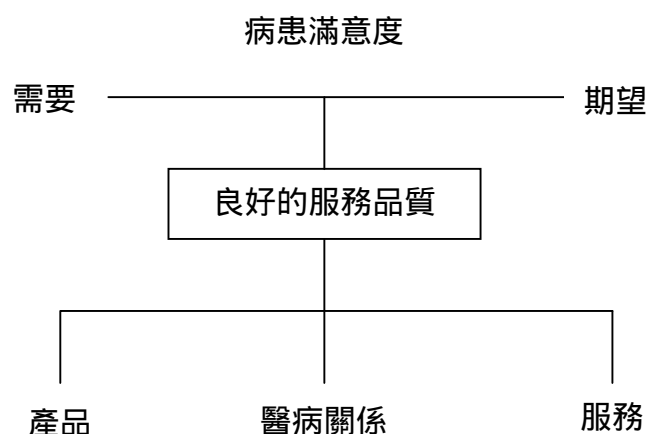 病患滿意度
需要
期望
良好的服務品質
產品
醫病關係
服務